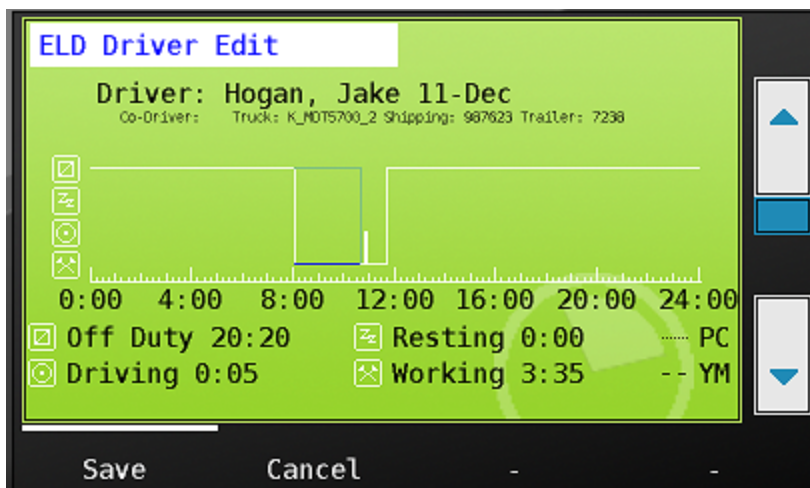 ELD Driver Edit
Driver: Hogan, Jake 11-Dec
Co-Driver: Truck: K_MDT5700_2 Shipping: 987623 Trailer: 7238
0:00 4:00 8:00 12:00 16:00 20:00 24:00
Off Duty 20:20 Resting 0:00 PC
Driving 0:05 Working 3:35 -- YM
Save Cancel - -